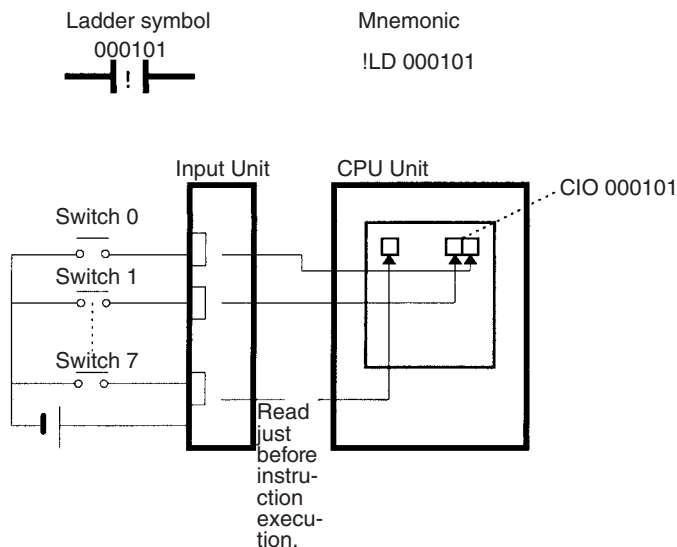 Ladder symbol
000101
!
Mnemonic
!LD 000101
Input Unit
CPU Unit
CIO 000101
Switch 0
Switch 1
Switch 7
Read
just
before
instru-
ction
execu-
tion.